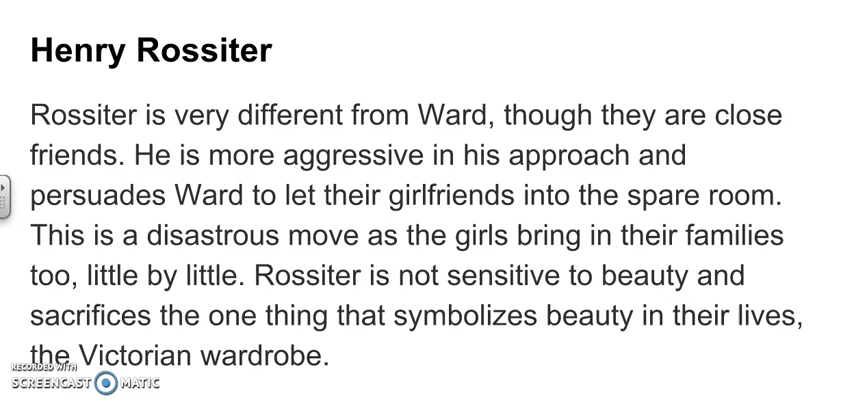 Henry Rossiter
Rossiter is very different from Ward, though they are close
friends. He is more aggressive in his approach and
persuades Ward to let their girlfriends into the spare room.
This is a disastrous move as the girls bring in their families
too, little by little. Rossiter is not sensitive to beauty and
sacrifices the one thing that symbolizes beauty in their lives,
the Victorian wardrobe.
RECORDED WITH
SCREENCAST MATIC